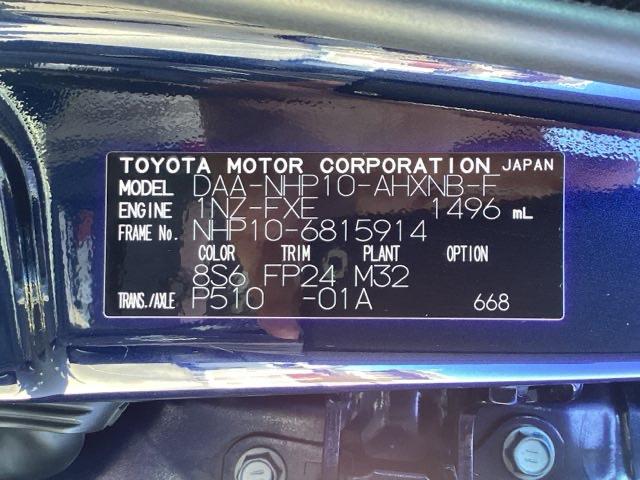 TOYOTA MOTOR CORPORATION JAPAN
MODEL DAA-NHP10-AHXNB-F
ENGINE 1NZ-FXE 1496 mL
FRAME No. NHP10-6815914
COLOR TRIM PLANT OPTION
8S6 FP24 M32
TRANS./AXLE P510 -01A 668